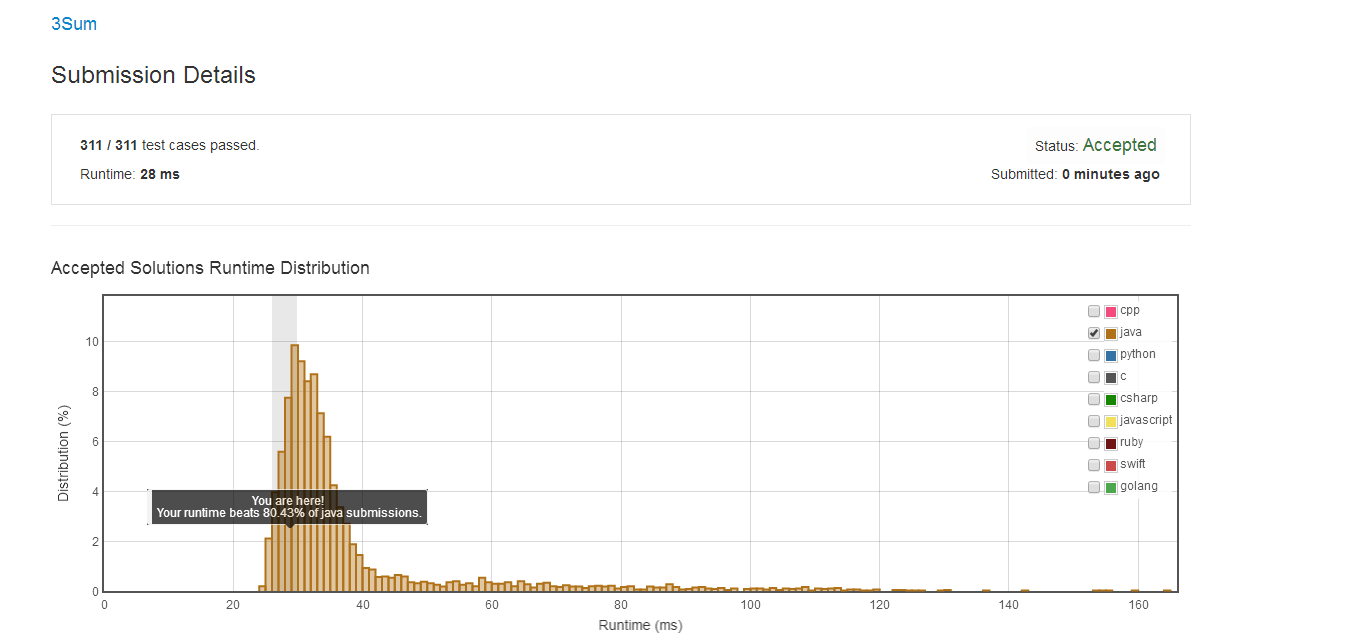 3Sum
Submission Details
311 / 311 test cases passed.
Status: Accepted
Runtime: 28 ms
Submitted: 0 minutes ago
Accepted Solutions Runtime Distribution
cpp
java
python
c
csharp
javascript
ruby
swift
golang
Distribution (%)
10
8
6
4
2
0
You are here!
Your runtime beats 80.43% of java submissions.
0 20 40 60 80 100 120 140 160
Runtime (ms)